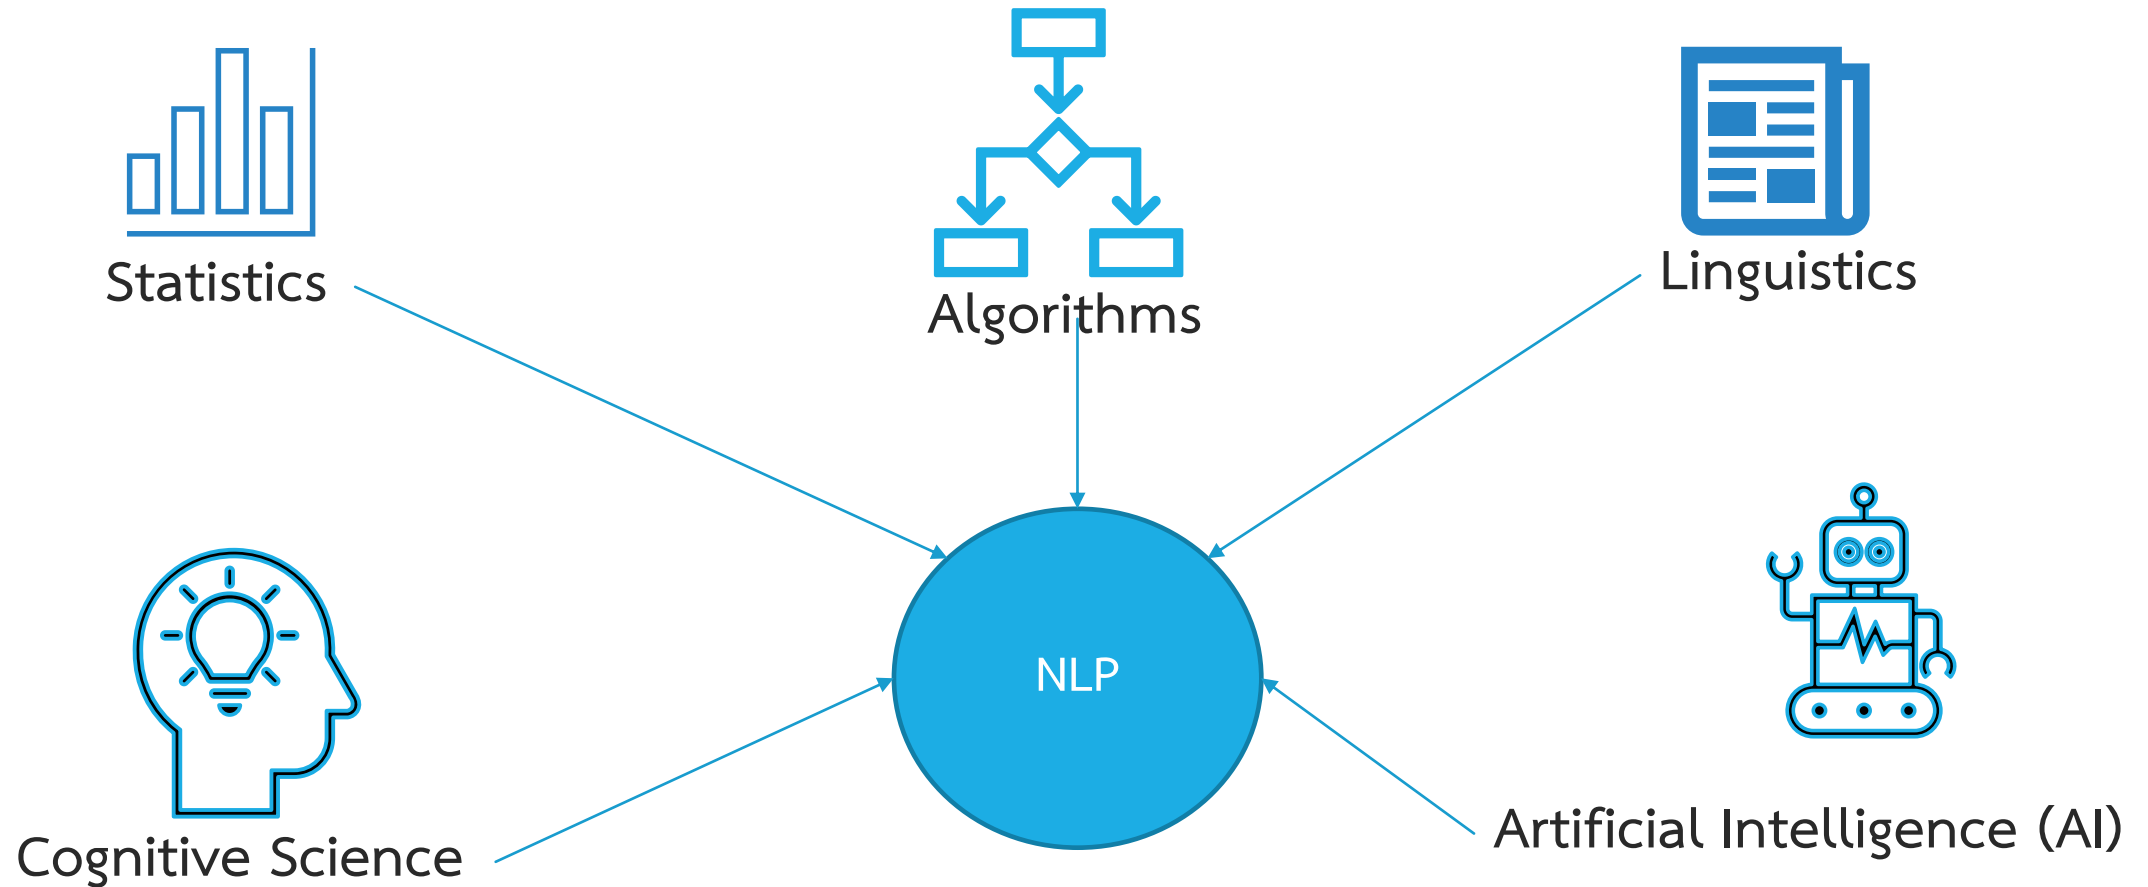 Statistics
Algorithms
Linguistics
NLP
Cognitive Science
Artificial Intelligence (AI)